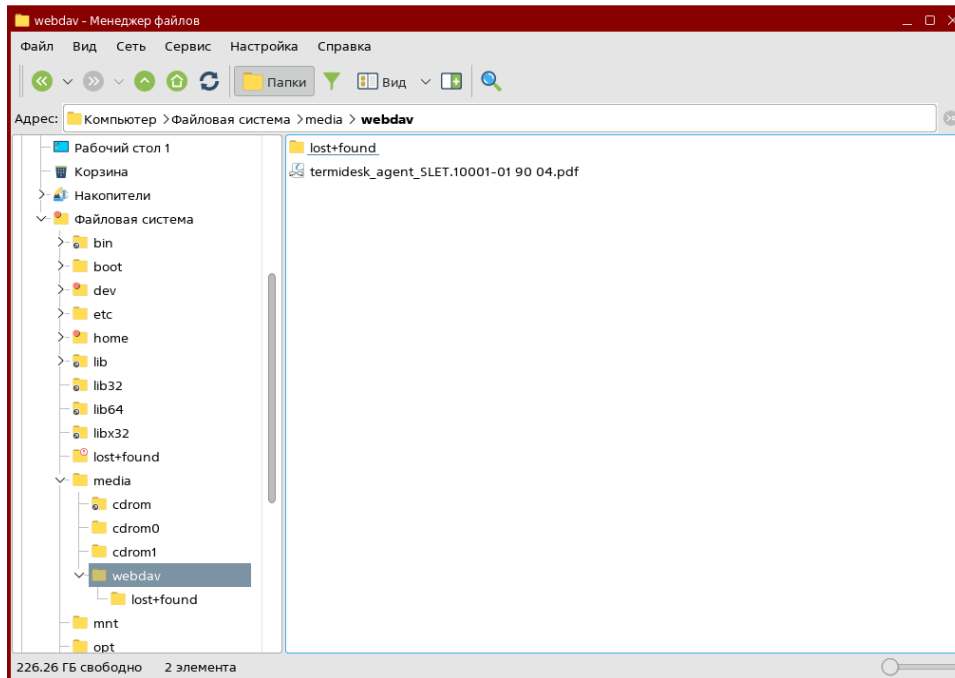 webdav - Менеджер файлов
Файл Вид Сеть Сервис Настройка Справка
Папки Вид
Адрес: Компьютер >Файловая система >media > webdav
Рабочий стол 1
Корзина
Накопители
Файловая система
bin
boot
dev
etc
home
lib
lib32
lib64
libx32
lost+found
media
cdrom
cdrom0
cdrom1
webdav
lost+found
mnt
opt
lost+found
termidesk_agent_SLET.10001-01 90 04.pdf
226.26 ГБ свободно 2 элемента